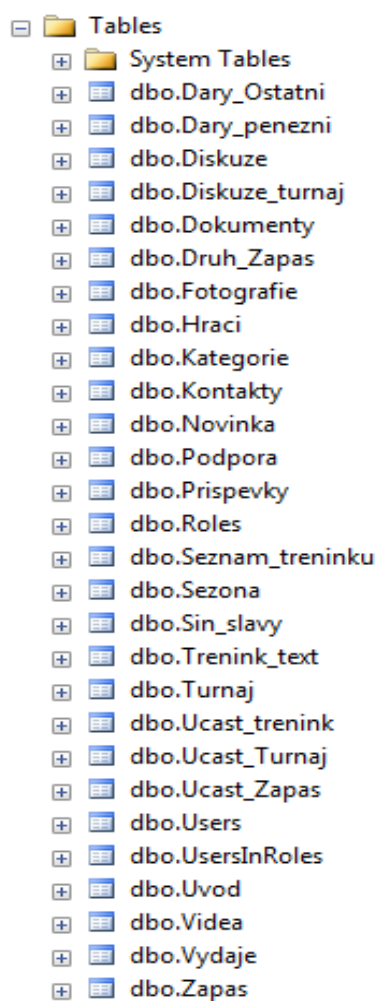 Tables
System Tables
dbo.Dary_Ostatni
dbo.Dary_penezni
dbo.Diskuze
dbo.Diskuze_turnaj
dbo.Dokumenty
dbo.Druh_Zapas
dbo.Fotografie
dbo.Hraci
dbo.Kategorie
dbo.Kontakty
dbo.Novinka
dbo.Podpora
dbo.Prispevky
dbo.Roles
dbo.Seznam_treninku
dbo.Sezona
dbo.Sin_slavy
dbo.Trenink_text
dbo.Turnaj
dbo.Ucast_trenink
dbo.Ucast_Turnaj
dbo.Ucast_Zapas
dbo.Users
dbo.UsersInRoles
dbo.Uvod
dbo.Videa
dbo.Vydaje
dbo.Zapas